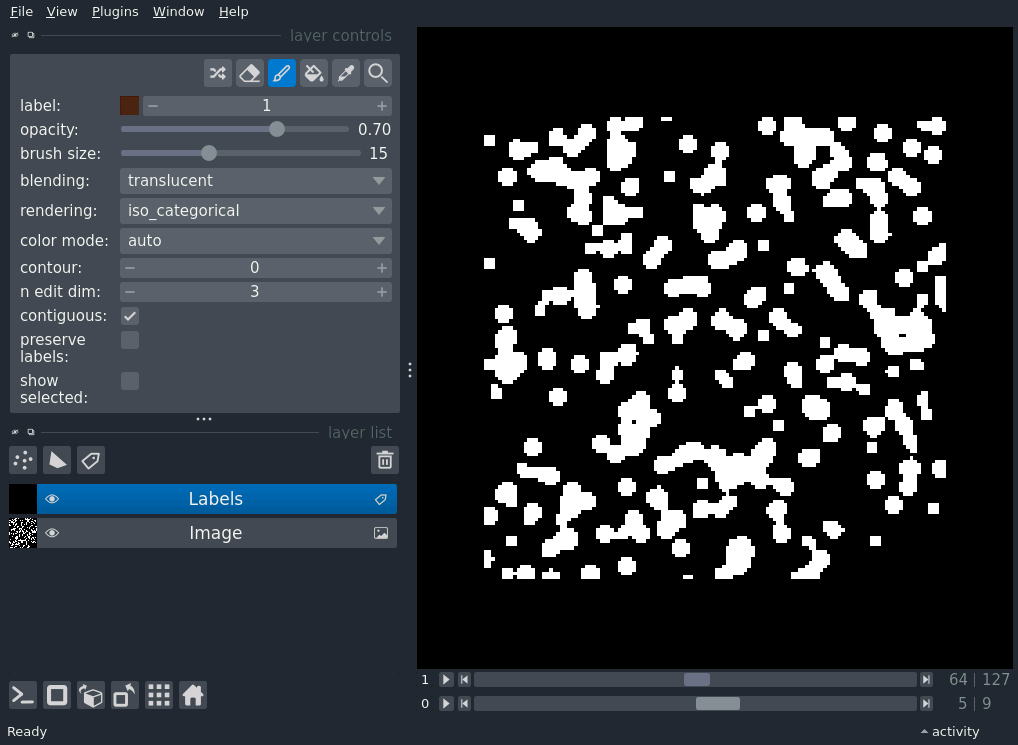 File View Plugins Window Help
layer controls
label: 1
opacity: 0.70
brush size: 15
blending: translucent
rendering: iso_categorical
color mode: auto
contour: 0
n edit dim: 3
contiguous:
preserve
labels:
show
selected:
layer list
Labels
Image
1 64 | 127
0 5 | 9
Ready activity